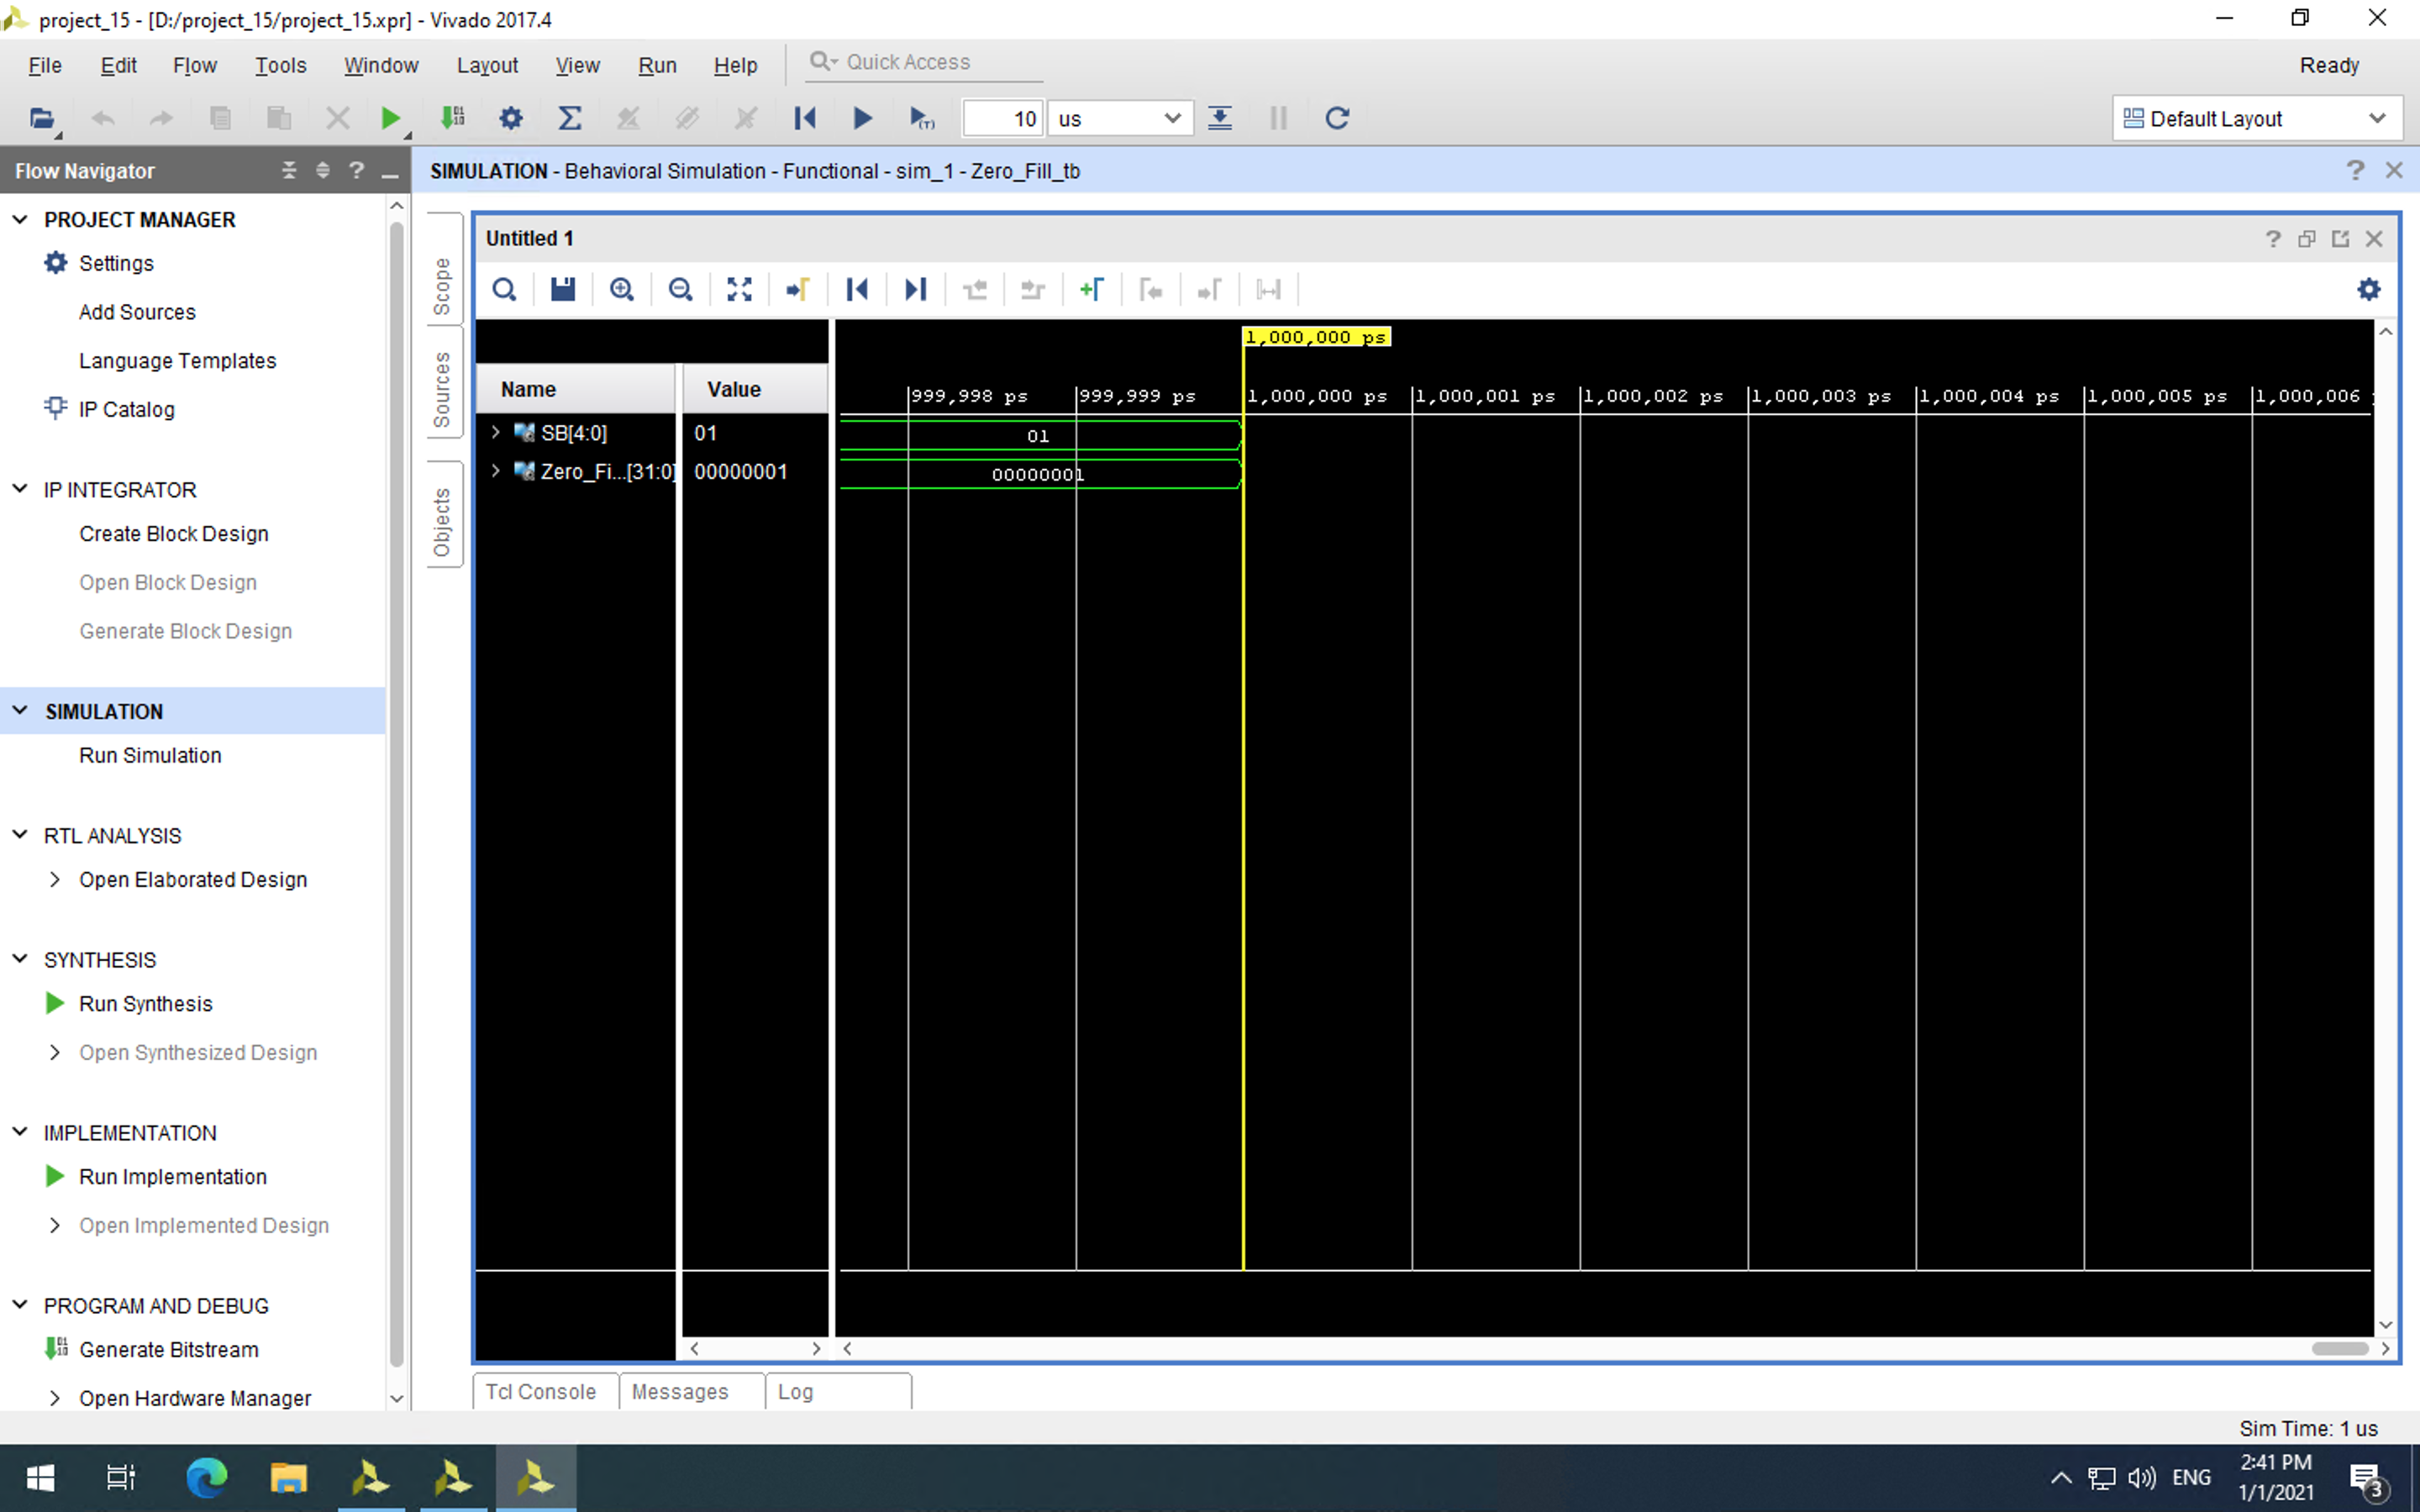 project_15 - [D:/project_15/project_15.xpr] - Vivado 2017.4
File Edit Flow Tools Window Layout View Run Help Quick Access Ready
10 us Default Layout
Flow Navigator
SIMULATION - Behavioral Simulation - Functional - sim_1 - Zero_Fill_tb
PROJECT MANAGER
Settings
Add Sources
Language Templates
IP Catalog
IP INTEGRATOR
Create Block Design
Open Block Design
Generate Block Design
SIMULATION
Run Simulation
RTL ANALYSIS
Open Elaborated Design
SYNTHESIS
Run Synthesis
Open Synthesized Design
IMPLEMENTATION
Run Implementation
Open Implemented Design
PROGRAM AND DEBUG
Generate Bitstream
Open Hardware Manager
Scope
Sources
Objects
Untitled 1
1,000,000 ps
Name Value
999,998 ps 999,999 ps 1,000,000 ps 1,000,001 ps 1,000,002 ps 1,000,003 ps 1,000,004 ps 1,000,005 ps 1,000,006
SB[4:0] 01 01
Zero_Fi...[31:0] 00000001 00000001
Tcl Console Messages Log
Sim Time: 1 us
ENG
2:41 PM
1/1/2021
3